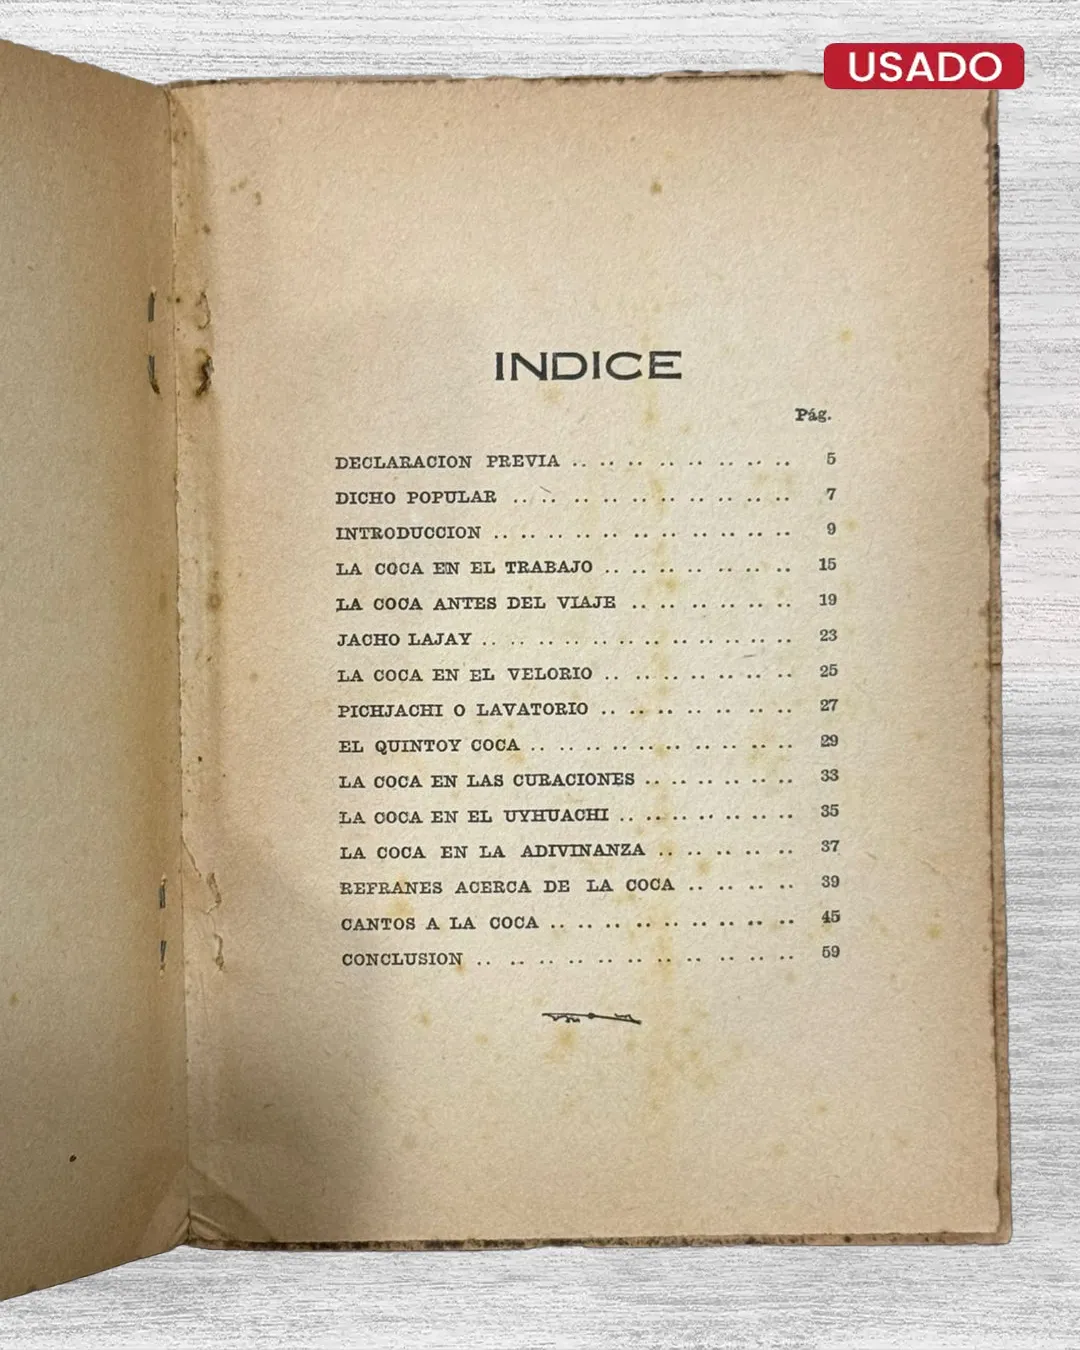 USADO
INDICE
Pág.
DECLARACION PREVIA .. .. .. .. .. .. .. .. 5
DICHO POPULAR .. .. .. .. .. .. .. .. .. .. 7
INTRODUCCION .. .. .. .. .. .. .. .. .. .. .. 9
LA COCA EN EL TRABAJO .. .. .. .. .. .. .. 15
LA COCA ANTES DEL VIAJE .. .. .. .. .. .. 19
JACHO LAJAY .. .. .. .. .. .. .. .. .. .. .. 23
LA COCA EN EL VELORIO .. .. .. .. .. .. .. 25
PICHJACHI O LAVATORIO .. .. .. .. .. .. .. 27
EL QUINTOY COCA .. .. .. .. .. .. .. .. .. .. 29
LA COCA EN LAS CURACIONES .. .. .. .. .. .. 33
LA COCA EN EL UYHUACHI .. .. .. .. .. .. .. 35
LA COCA EN LA ADIVINANZA .. .. .. .. .. 37
REFRANES ACERCA DE LA COCA .. .. .. .. 39
CANTOS A LA COCA .. .. .. .. .. .. .. .. .. 45
CONCLUSION .. .. .. .. .. .. .. .. .. .. .. 59